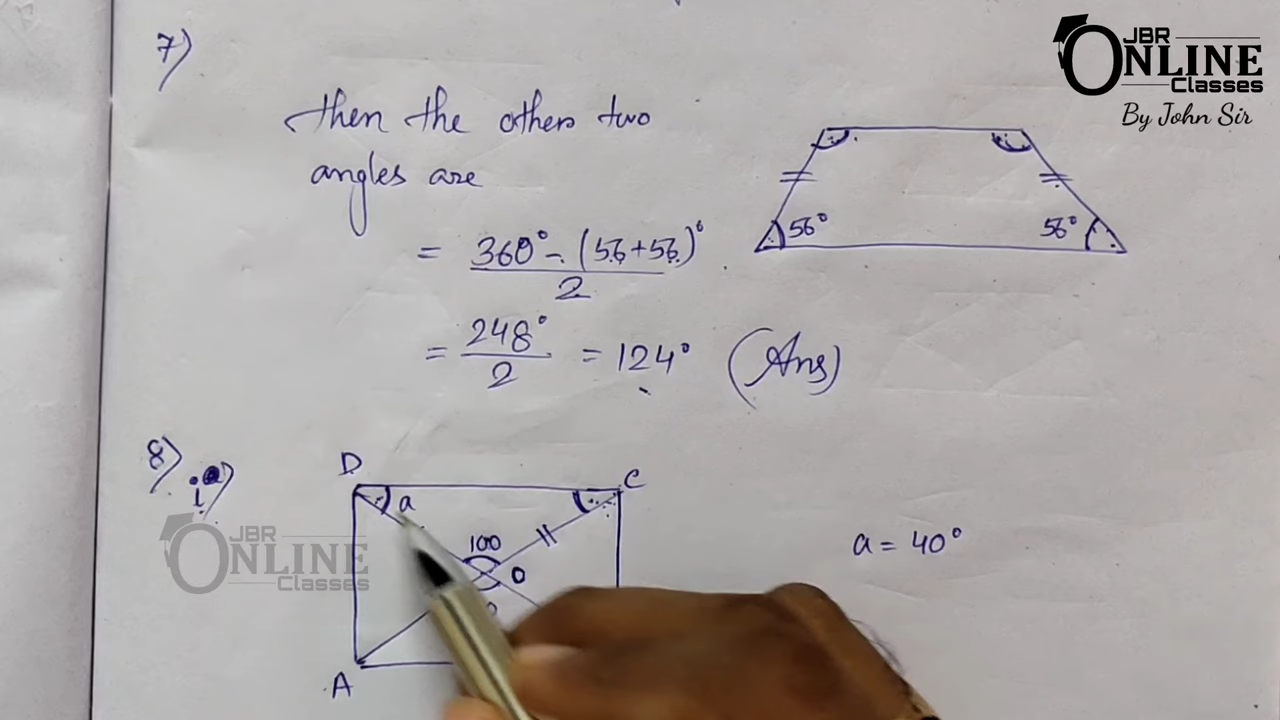 JBR
ONLINE
Classes
By John Sir
7)
then the others two
angles are
= 360° - (56+56)°
2
= 248° = 124° (Ans)
2
56° 56°
8) i)
D C
a
100
O
A
a = 40°
JBR
ONLINE
Classes